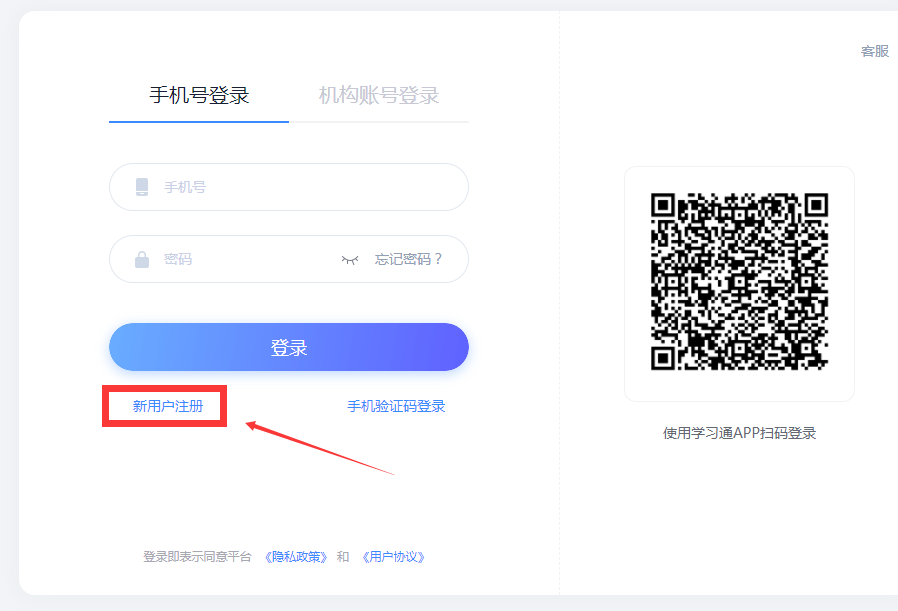 客服
手机号登录 机构账号登录
手机号
密码 忘记密码？
登录
新用户注册 手机验证码登录
使用学习通APP扫码登录
登录即表示同意平台 《隐私政策》 和 《用户协议》